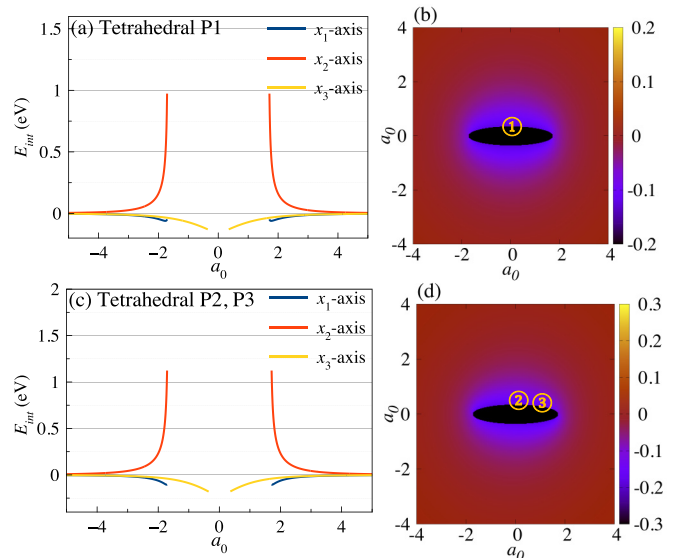 (a) Tetrahedral P1
x₁-axis
x₂-axis
x₃-axis
1.5
1
0.5
0
E_int (eV)
−4 −2 0 2 4
a₀
(b)
4
2
0
-2
-4
a₀
-4 -2 0 2 4
a₀
1
0.2
0.1
0
-0.1
-0.2
(c) Tetrahedral P2, P3
x₁-axis
x₂-axis
x₃-axis
2
1.5
1
0.5
0
E_int (eV)
−4 −2 0 2 4
a₀
(d)
4
2
0
-2
-4
a₀
-4 -2 0 2 4
a₀
2 3
0.3
0.2
0.1
0
-0.1
-0.2
-0.3